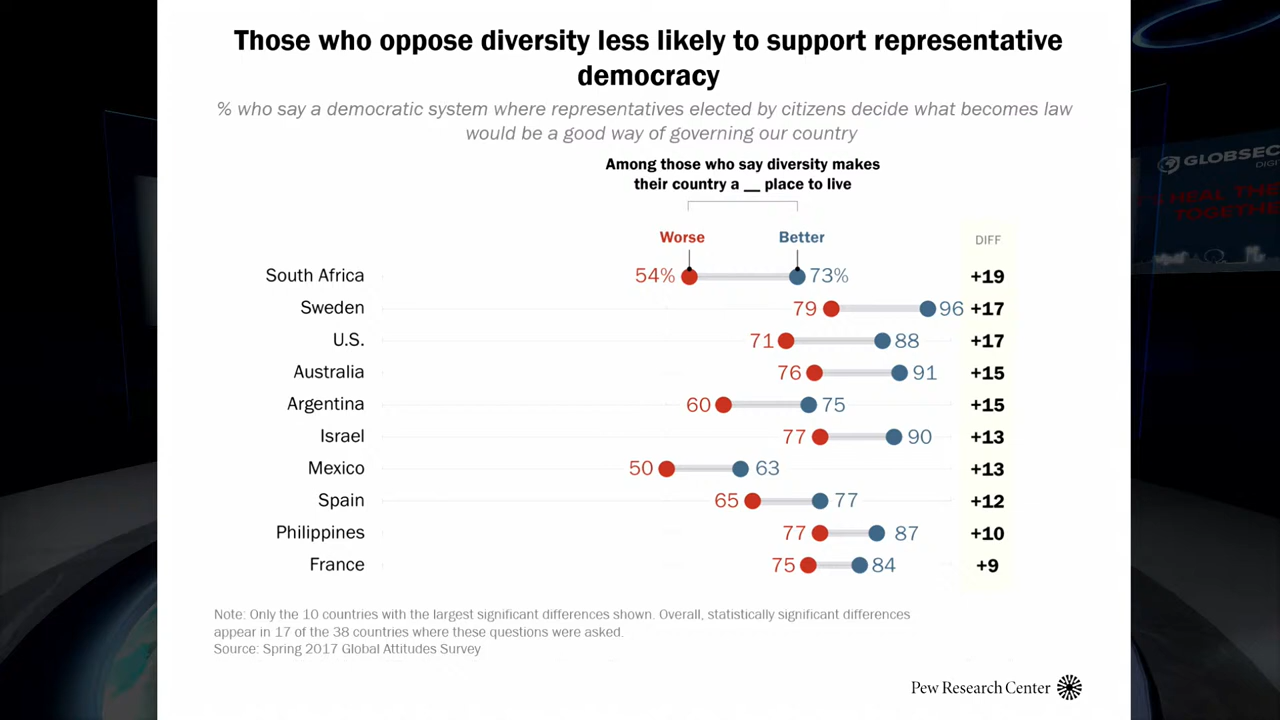 Those who oppose diversity less likely to support representative
democracy
% who say a democratic system where representatives elected by citizens decide what becomes law
would be a good way of governing our country
Among those who say diversity makes
their country a __ place to live
Worse Better DIFF
South Africa 54% 73% +19
Sweden 79 96 +17
U.S. 71 88 +17
Australia 76 91 +15
Argentina 60 75 +15
Israel 77 90 +13
Mexico 50 63 +13
Spain 65 77 +12
Philippines 77 87 +10
France 75 84 +9
Note: Only the 10 countries with the largest significant differences shown. Overall, statistically significant differences
appear in 17 of the 38 countries where these questions were asked.
Source: Spring 2017 Global Attitudes Survey
Pew Research Center
GLOBSEC
HEAL THE
TOGETHE